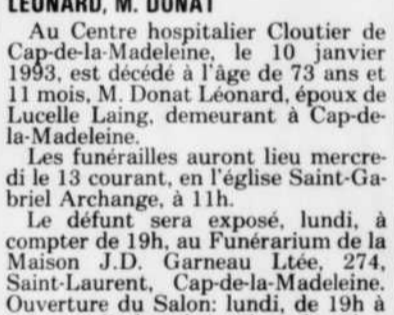 LÉONARD, M. DONAT
Au Centre hospitalier Cloutier de
Cap-de-la-Madeleine, le 10 janvier
1993, est décédé à l'âge de 73 ans et
11 mois, M. Donat Léonard, époux de
Lucelle Laing, demeurant à Cap-de-
la-Madeleine.
Les funérailles auront lieu mercre-
di le 13 courant, en l'église Saint-Ga-
briel Archange, à 11h.
Le défunt sera exposé, lundi, à
compter de 19h, au Funérarium de la
Maison J.D. Garneau Ltée, 274,
Saint-Laurent, Cap-de-la-Madeleine.
Ouverture du Salon: lundi, de 19h à